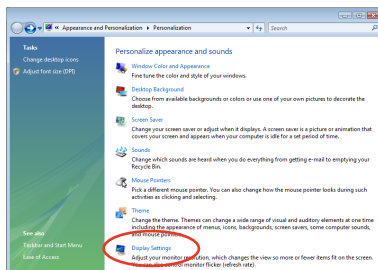 « Appearance and Personalization ▸ Personalization
Search
Tasks
Change desktop icons
Adjust font size (DPI)
Personalize appearance and sounds
Window Color and Appearance
Fine tune the color and style of your windows.
Desktop Background
Choose from available backgrounds or colors or use one of your own pictures to decorate the
desktop.
Screen Saver
Change your screen saver or adjust when it displays. A screen saver is a picture or animation that
covers your screen and appears when your computer is idle for a set period of time.
Sounds
Change which sounds are heard when you do everything from getting e-mail to emptying your
Recycle Bin.
Mouse Pointers
Pick a different mouse pointer. You can also change how the mouse pointer looks during such
activities as clicking and selecting.
Theme
Change the theme. Themes can change a wide range of visual and auditory elements at one time
including the appearance of menus, icons, backgrounds, screen savers, some computer sounds,
and mouse pointers.
See also
Taskbar and Start Menu
Ease of Access
Display Settings
Adjust your monitor resolution, which changes the view so more or fewer items fit on the screen.
You can also control monitor flicker (refresh rate).